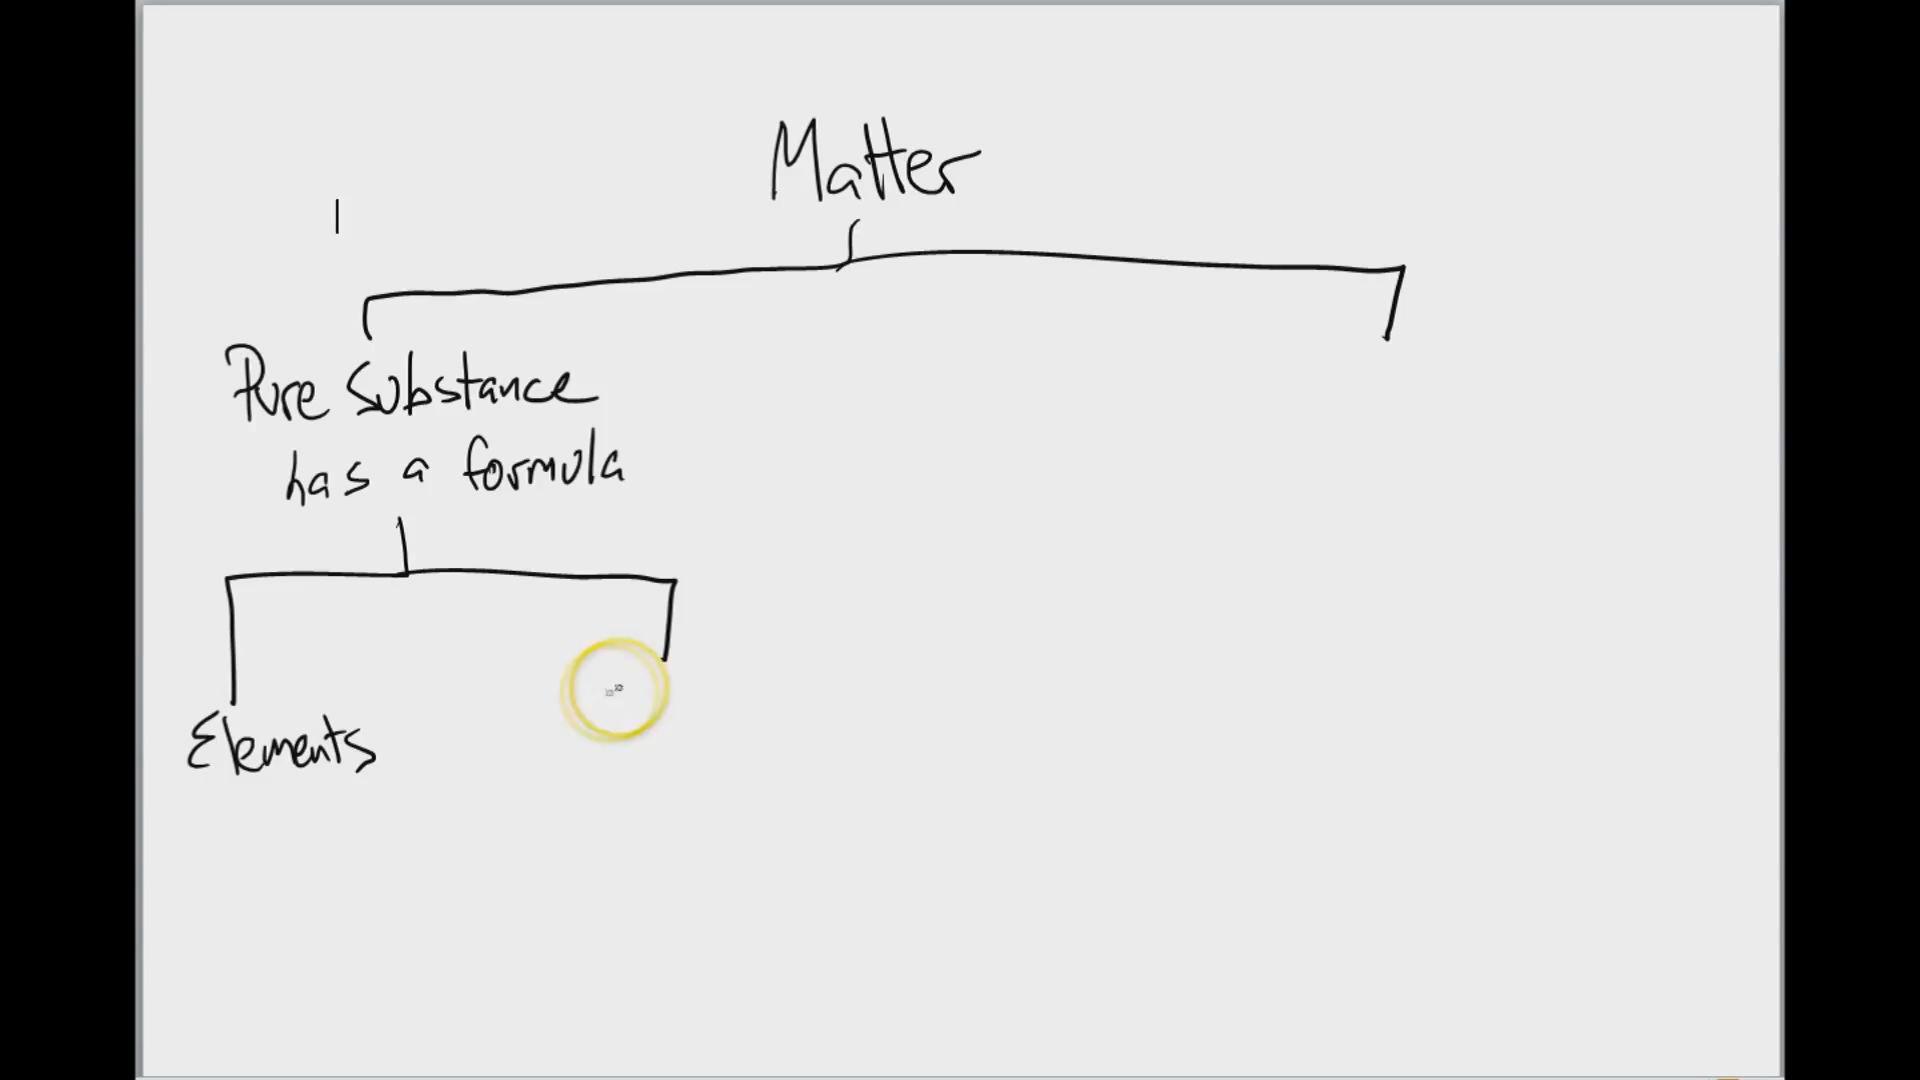 Matter
Pure Substance
has a formula
Elements